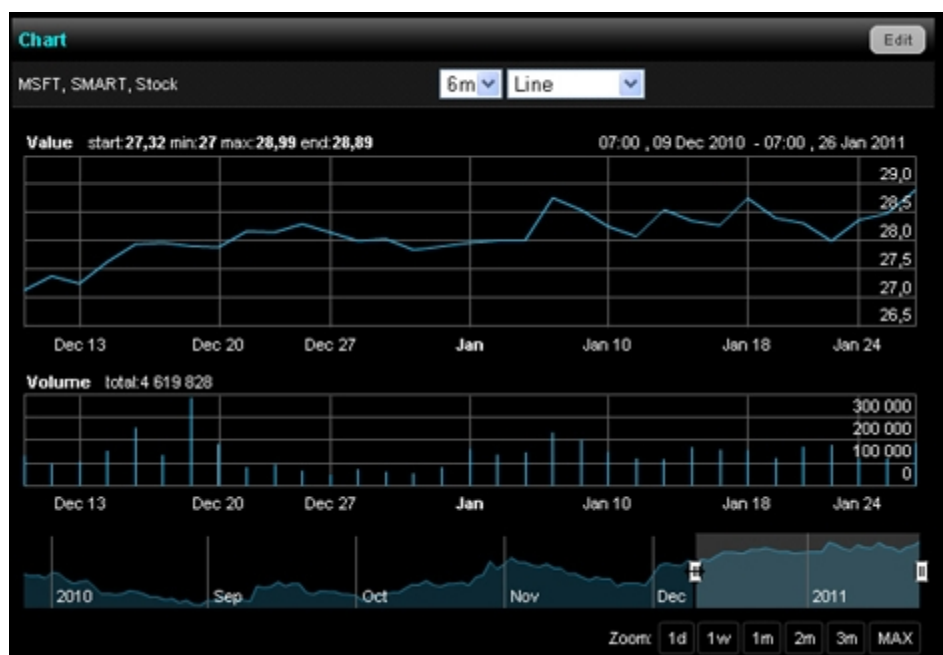 Chart Edit
MSFT, SMART, Stock 6m Line
Value start:27,32 min:27 max:28,99 end:28,89 07:00 , 09 Dec 2010 - 07:00 , 26 Jan 2011
29,0
28,5
28,0
27,5
27,0
26,5
Dec 13 Dec 20 Dec 27 Jan Jan 10 Jan 18 Jan 24
Volume total:4 619 828
300 000
200 000
100 000
0
Dec 13 Dec 20 Dec 27 Jan Jan 10 Jan 18 Jan 24
2010 Sep Oct Nov Dec 2011
Zoom: 1d 1w 1m 2m 3m MAX